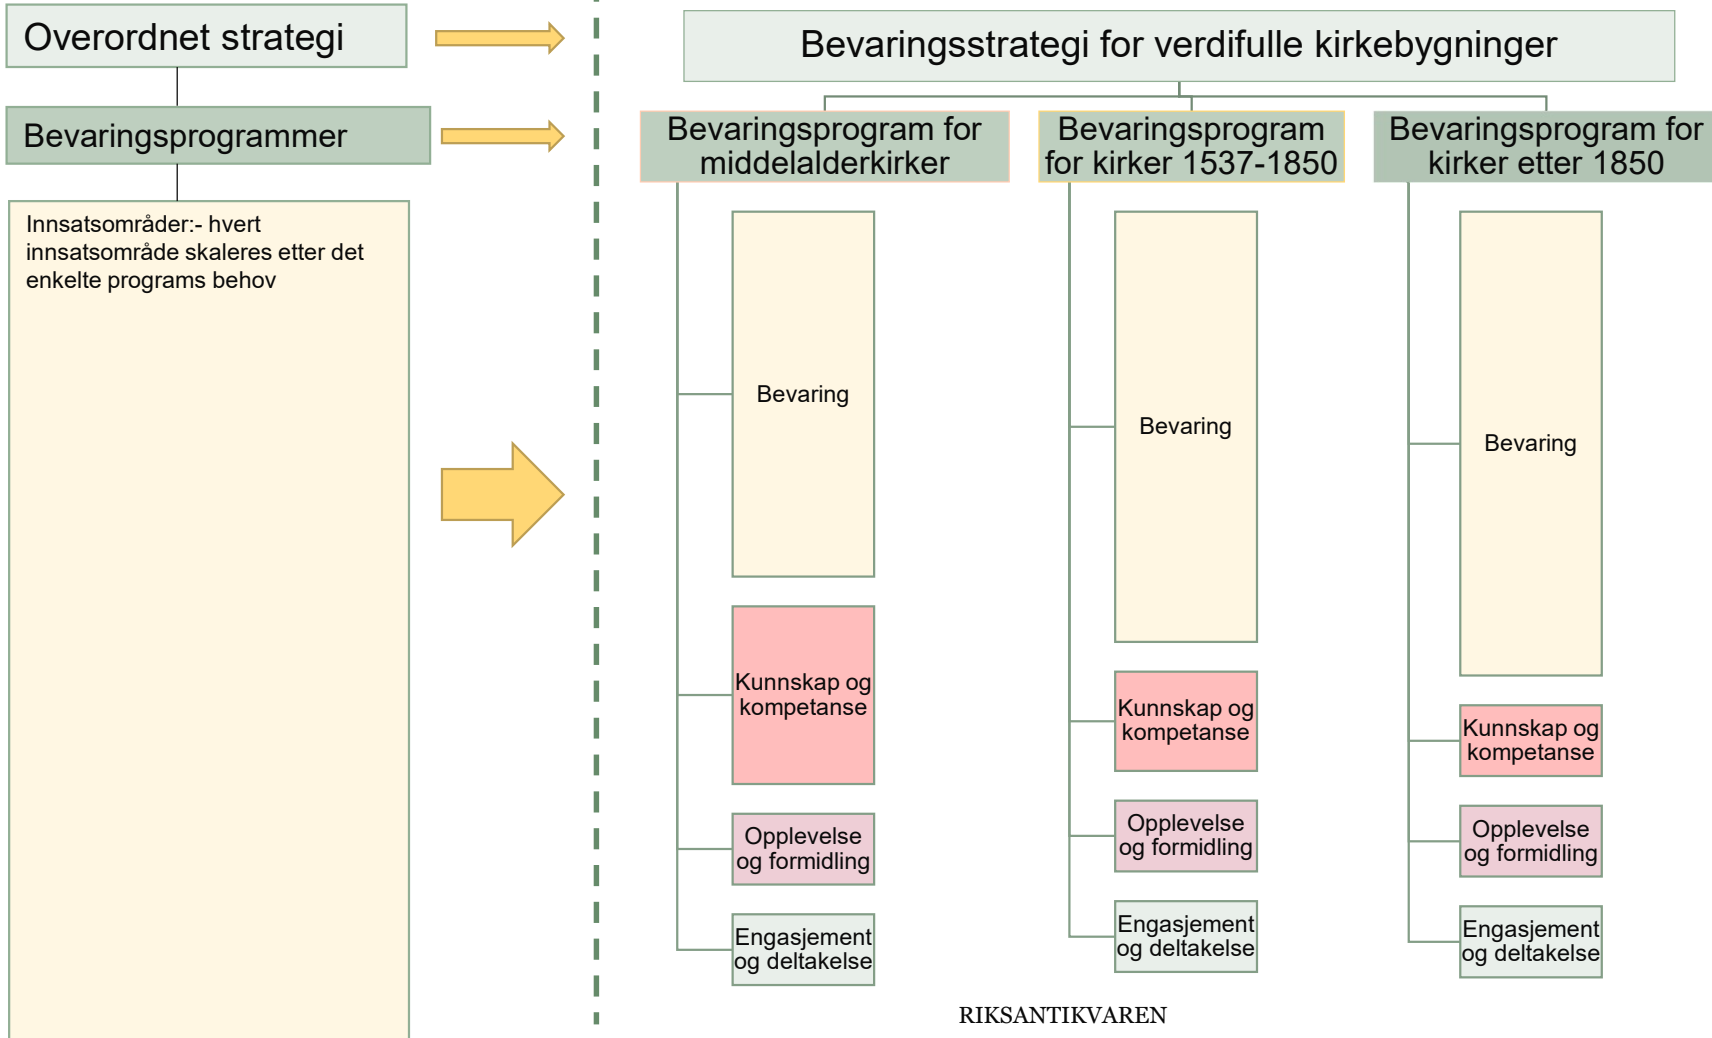 Overordnet strategi
Bevaringsprogrammer
Innsatsområder:- hvert
innsatsområde skaleres etter det
enkelte programs behov
Bevaringsstrategi for verdifulle kirkebygninger
Bevaringsprogram for
middelalderkirker
Bevaring
Kunnskap og
kompetanse
Opplevelse
og formidling
Engasjement
og deltakelse
Bevaringsprogram
for kirker 1537-1850
Bevaring
Kunnskap og
kompetanse
Opplevelse
og formidling
Engasjement
og deltakelse
Bevaringsprogram for
kirker etter 1850
Bevaring
Kunnskap og
kompetanse
Opplevelse
og formidling
Engasjement
og deltakelse
RIKSANTIKVAREN